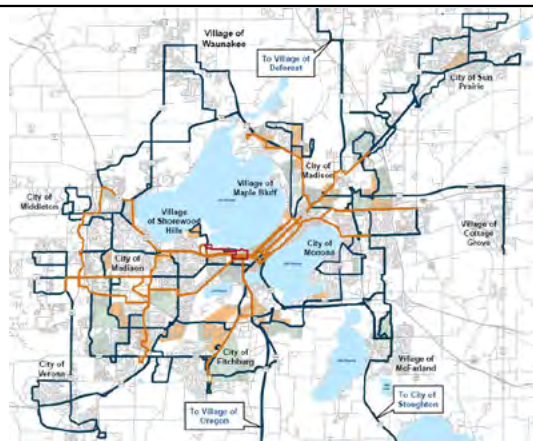 Village of
Waunakee
To Village of
Deforest
City of Sun
Prairie
City of
Madison
Village of
Maple Bluff
City of
Middleton
Village
of Shorewood
Hills
Village of
Cottage
Grove
City of
Madison
City of
Monona
City of
Fitchburg
Village of
McFarland
City of
Verona
To Village of
Oregon
To City of
Stoughton